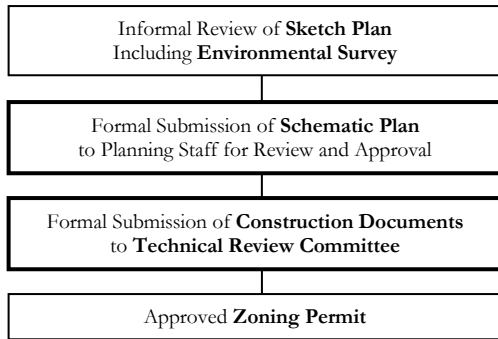 Informal Review of Sketch Plan
Including Environmental Survey
Formal Submission of Schematic Plan
to Planning Staff for Review and Approval
Formal Submission of Construction Documents
to Technical Review Committee
Approved Zoning Permit